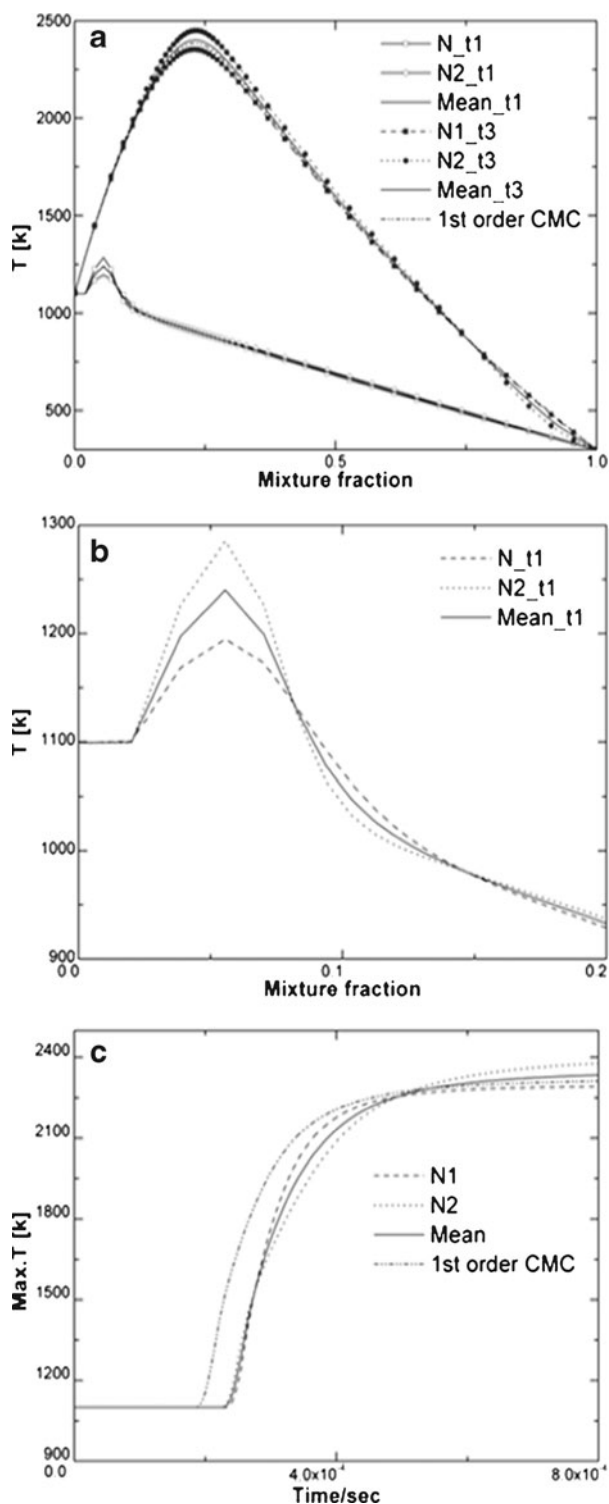 a
2500
2000
1500
1000
500
T [k]
N_t1
N2_t1
Mean_t1
N1_t3
N2_t3
Mean_t3
1st order CMC
0 0
0 5
1 0
Mixture fraction
b
1300
1200
1100
1000
900
T [k]
N_t1
N2_t1
Mean_t1
0 0
0 1
0 2
Mixture fraction
c
2400
2100
1800
1500
1200
900
Max.T [k]
N1
N2
Mean
1st order CMC
0 0
4.0x10⁻⁴
8 0x10⁻⁴
Time/sec